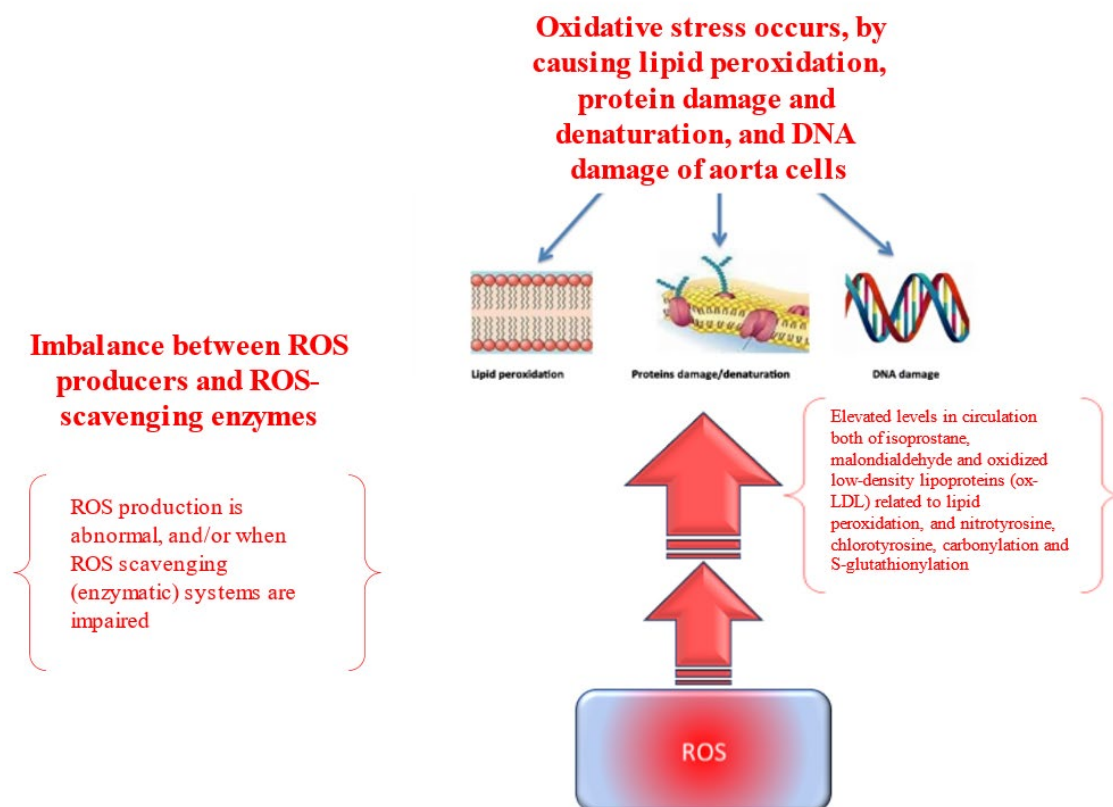 Oxidative stress occurs, by
causing lipid peroxidation,
protein damage and
denaturation, and DNA
damage of aorta cells
Lipid peroxidation
Proteins damage/denaturation
DNA damage
Imbalance between ROS
producers and ROS-
scavenging enzymes
ROS production is
abnormal, and/or when
ROS scavenging
(enzymatic) systems are
impaired
Elevated levels in circulation
both of isoprostane,
malondialdehyde and oxidized
low-density lipoproteins (ox-
LDL) related to lipid
peroxidation, and nitrotyrosine,
chlorotyrosine, carbonylation and
S-glutathionylation
ROS